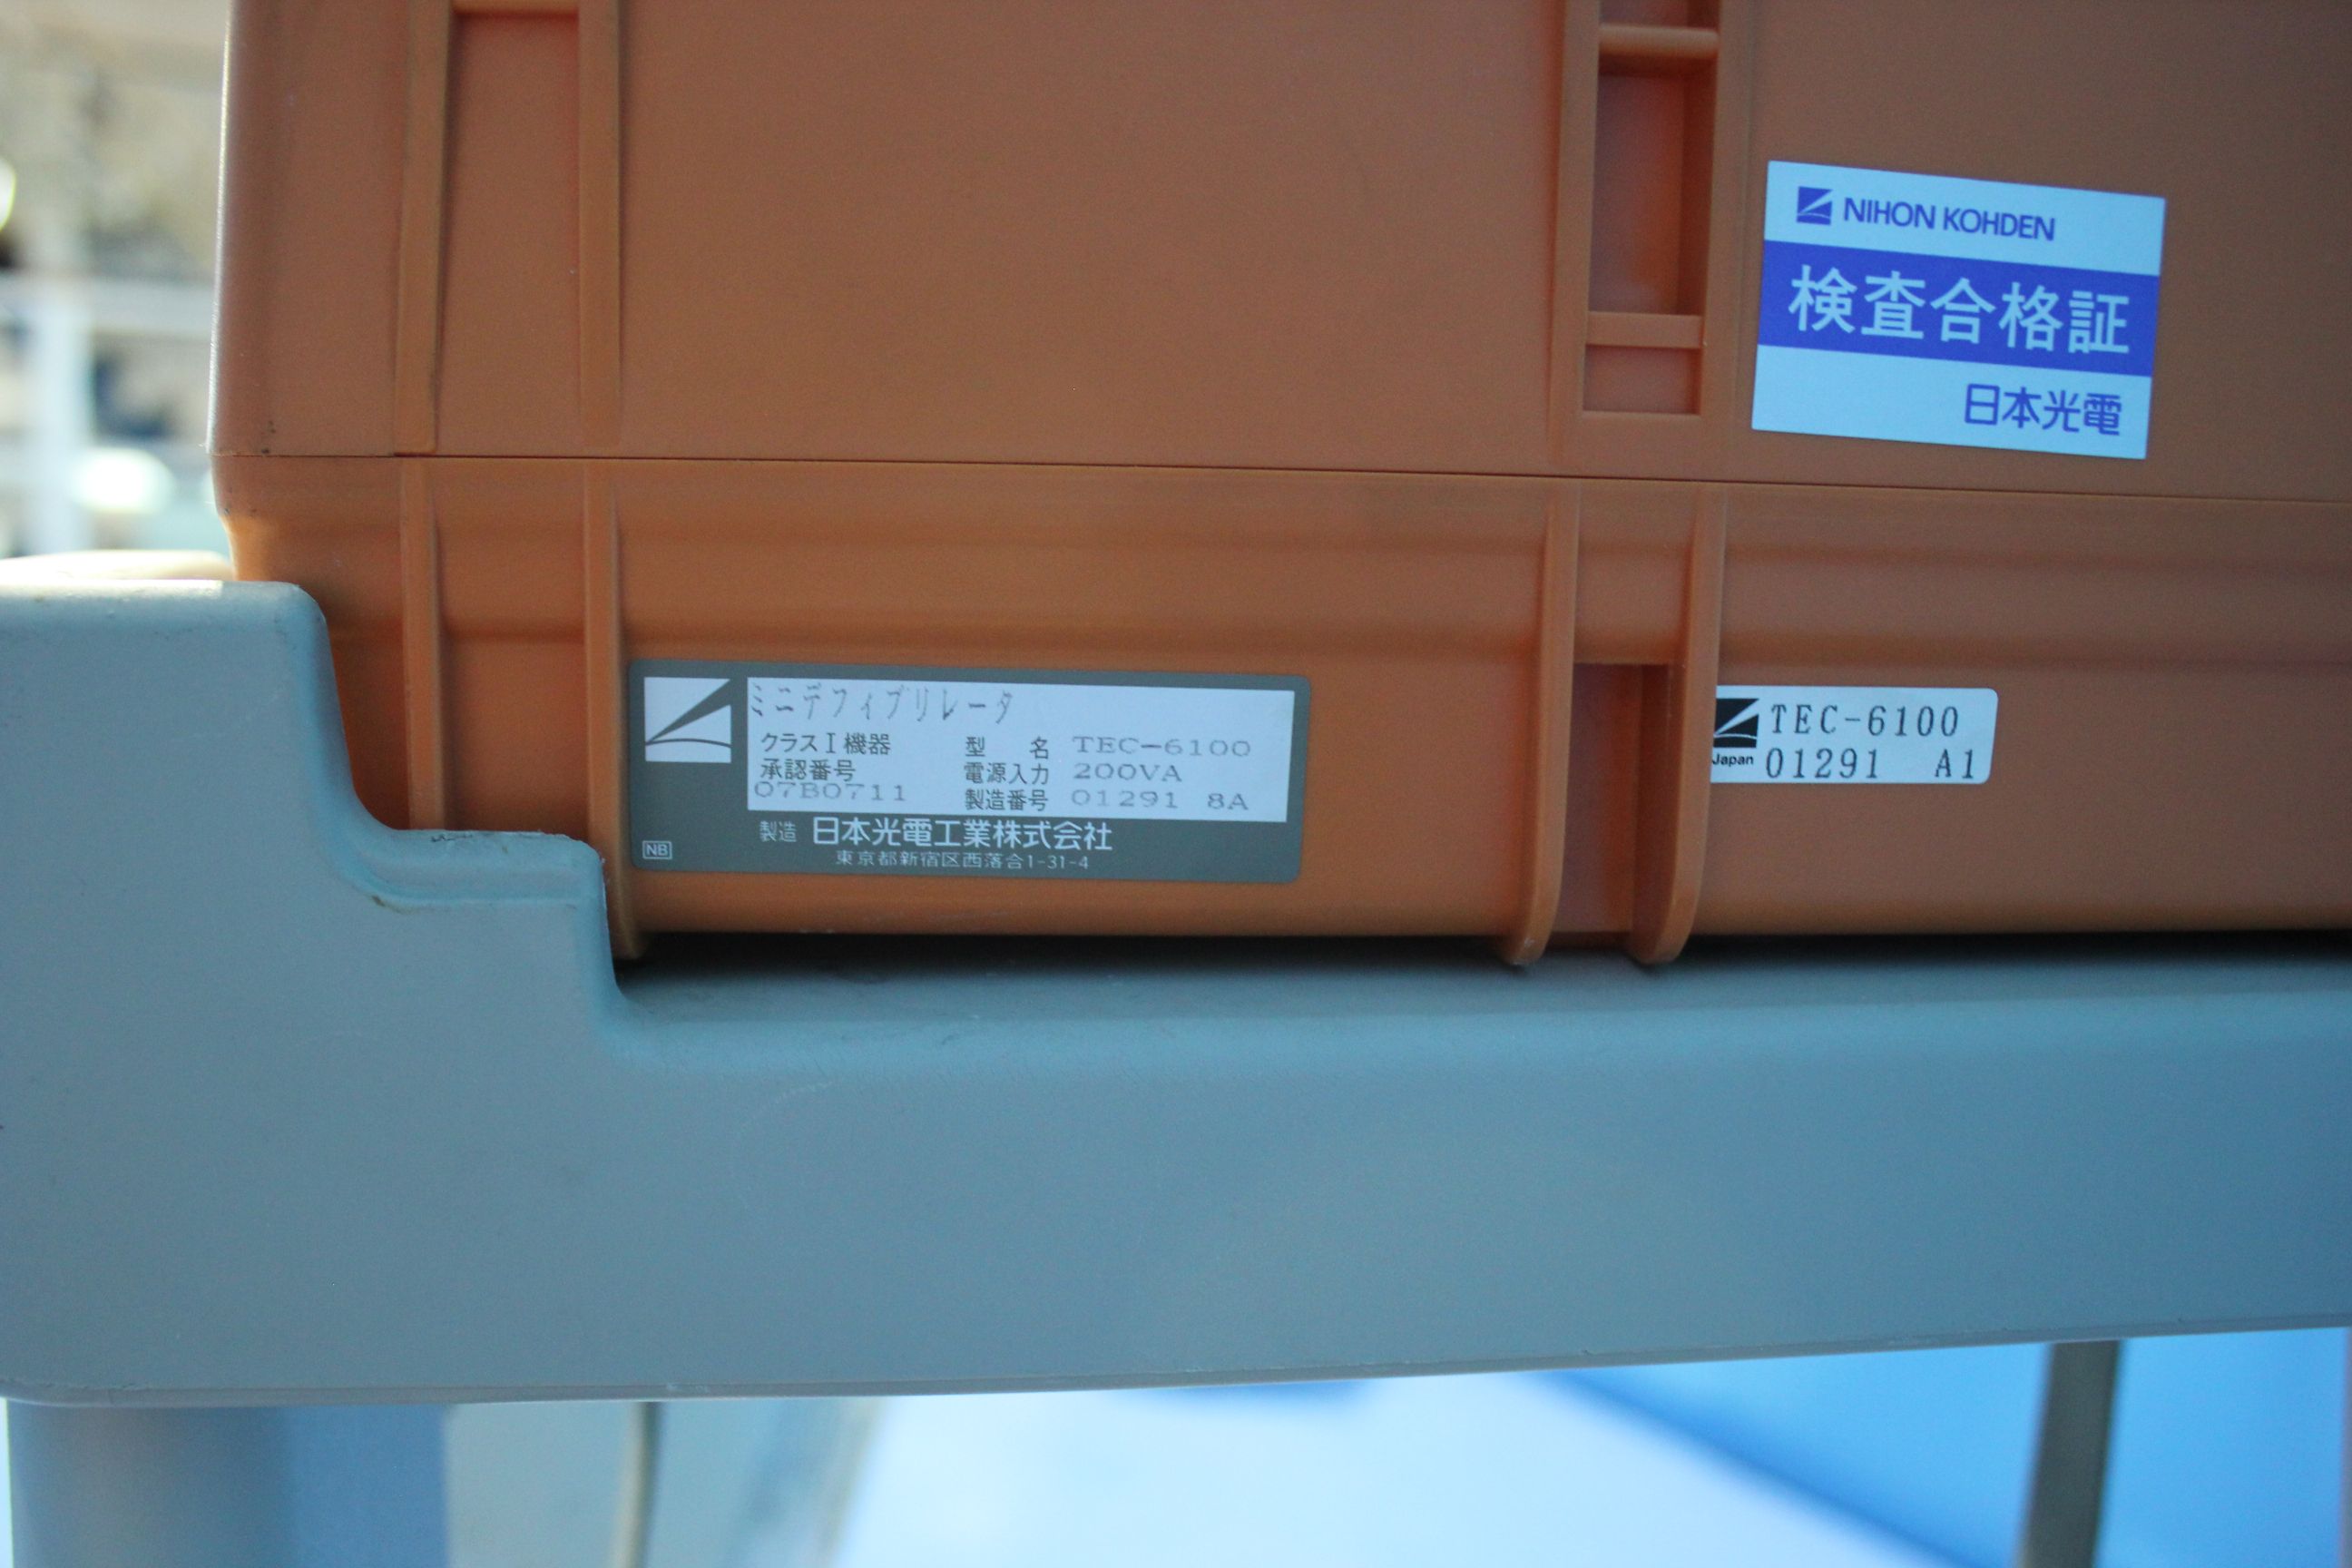 NIHON KOHDEN
検査合格証
日本光電
ミニデフィブリレータ
クラスI機器 型 名 TEC-6100
承認番号 電源入力 200VA
07B0711 製造番号 01291 8A
製造 日本光電工業株式会社
NB 東京都新宿区西落合1-31-4
TEC-6100
Japan 01291 A1